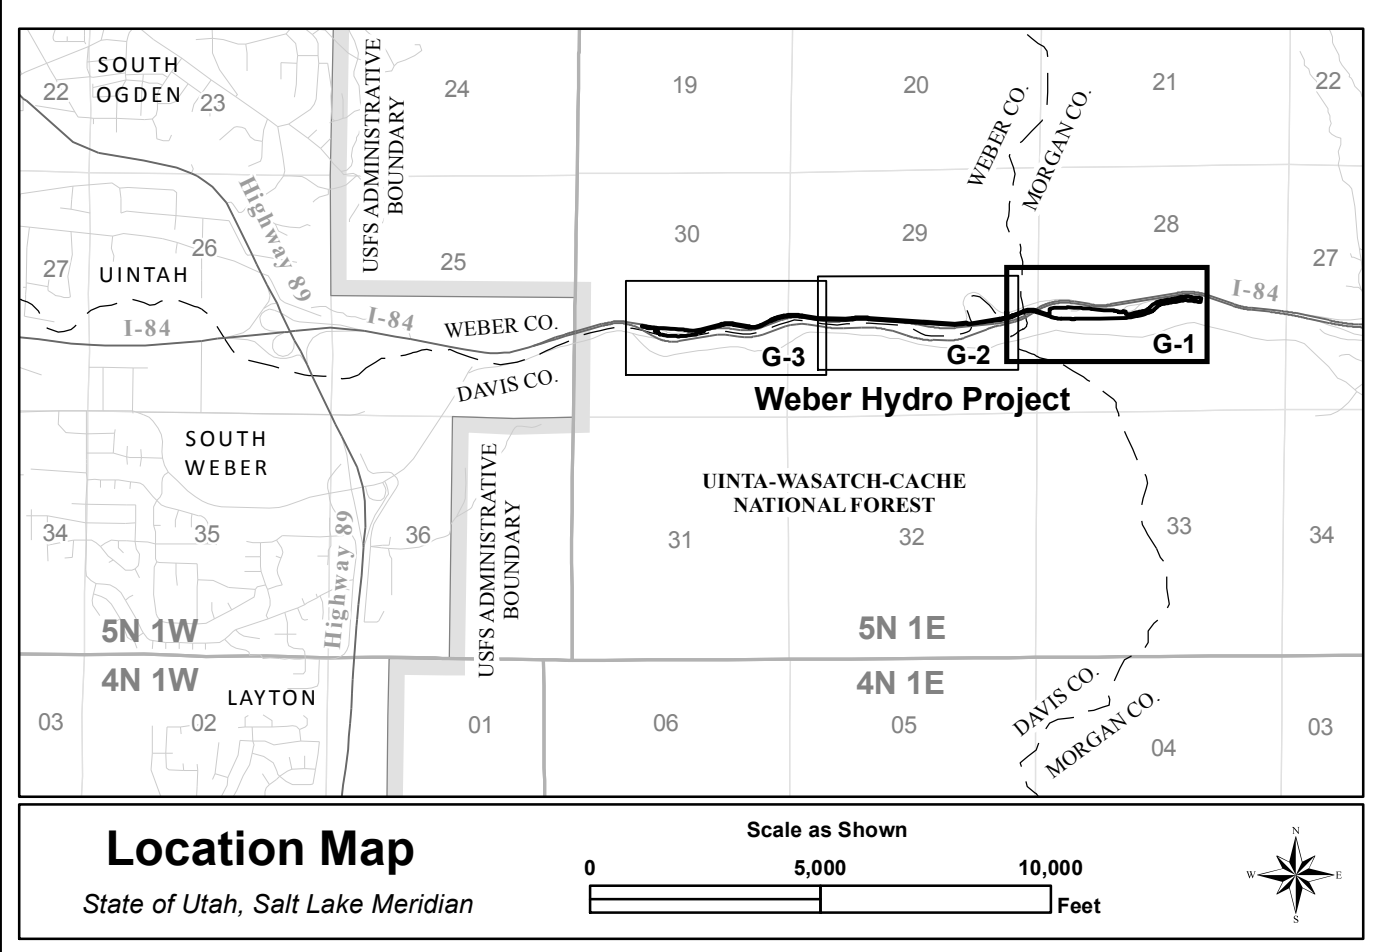 SOUTH
OGDEN
22
23
24
19
20
21
22
USFS ADMINISTRATIVE
BOUNDARY
WEBER CO.
MORGAN CO.
Highway 89
26
27
UINTAH
25
30
29
28
27
I-84
I-84
I-84
WEBER CO.
DAVIS CO.
G-3
G-2
G-1
Weber Hydro Project
SOUTH
WEBER
UINTA-WASATCH-CACHE
NATIONAL FOREST
34
35
36
31
32
33
34
Highway 89
USFS ADMINISTRATIVE
BOUNDARY
5N 1W
5N 1E
4N 1W
4N 1E
LAYTON
DAVIS CO.
MORGAN CO.
03
02
01
06
05
04
03
Location Map
State of Utah, Salt Lake Meridian
Scale as Shown
0
5,000
10,000
Feet
N
W
E
S